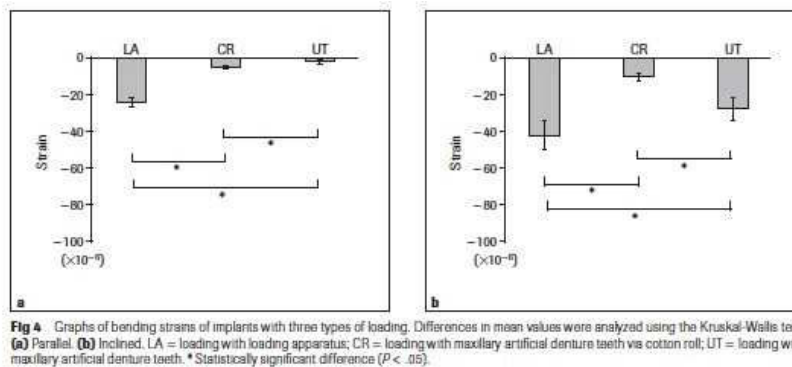 LA CR UT
0
−20
−40
−60
−80
−100
(×10⁻⁶)
Strain
*
*
*
a
LA CR UT
0
−20
−40
−60
−80
−100
(×10⁻⁶)
Strain
*
*
*
b
Fig 4 Graphs of bending strains of implants with three types of loading. Differences in mean values were analyzed using the Kruskal-Wallis te
(a) Parallel. (b) Inclined. LA = loading with loading apparatus; CR = loading with maxillary artificial denture teeth via cotton roll; UT = loading w
maxillary artificial denture teeth. * Statistically significant difference (P < .05).